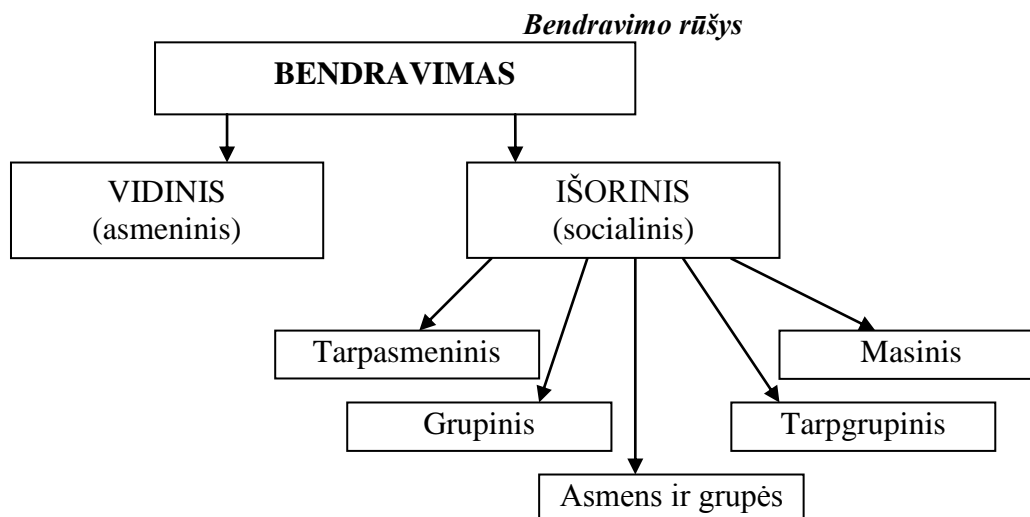 Bendravimo rūšys
BENDRAVIMAS
VIDINIS
(asmeninis)
IŠORINIS
(socialinis)
Tarpasmeninis
Masinis
Grupinis
Tarpgrupinis
Asmens ir grupės